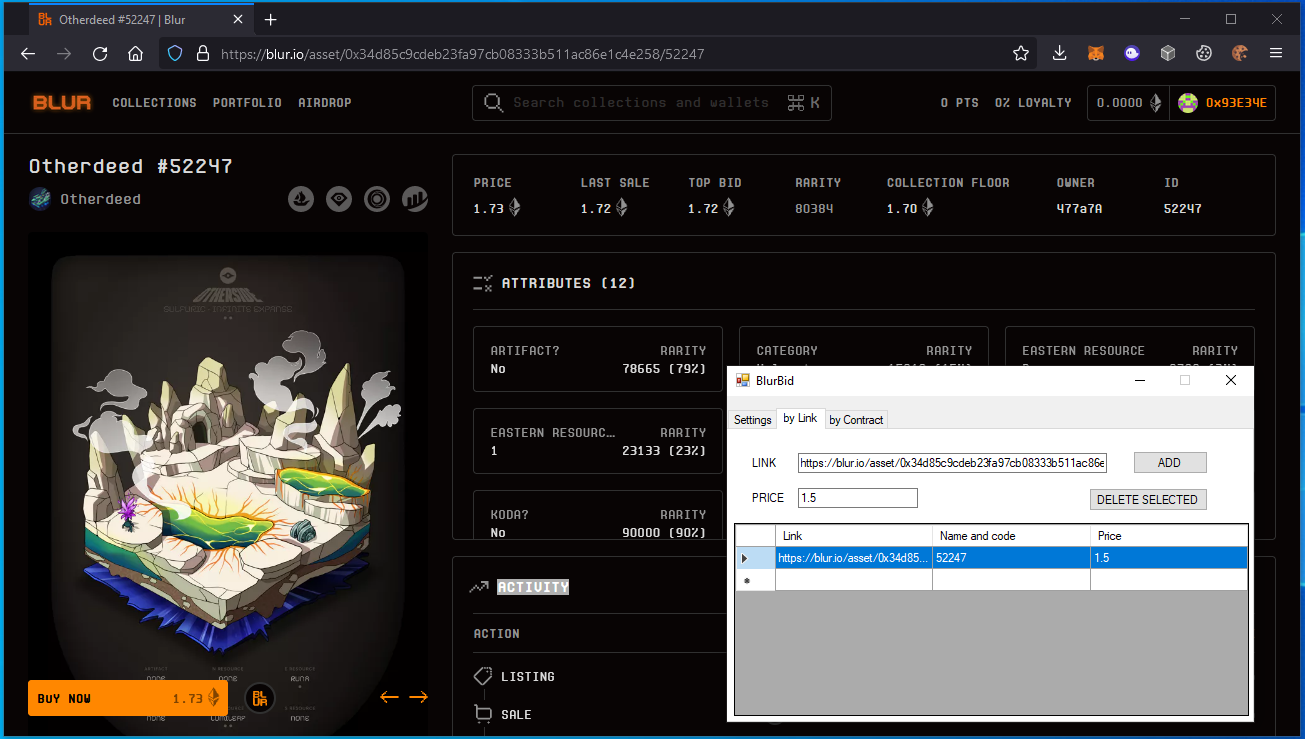 Otherdeed #52247 | Blur
https://blur.io/asset/0x34d85c9cdeb23fa97cb08333b511ac86e1c4e258/52247
BLUR COLLECTIONS PORTFOLIO AIRDROP Search collections and wallets ⌘ K 0 PTS 0% LOYALTY 0.0000 0x93E34E
Otherdeed #52247
Otherdeed
PRICE LAST SALE TOP BID RARITY COLLECTION FLOOR OWNER ID
1.73 1.72 1.72 80384 1.70 477a7A 52247
OTHERSIDE
SULFURIC - INFINITE EXPANSE
ATTRIBUTES (12)
ARTIFACT? RARITY
No 78665 (79%)
CATEGORY RARITY
EASTERN RESOURCE RARITY
EASTERN RESOURC... RARITY
1 23133 (23%)
KODA? RARITY
No 90000 (90%)
ACTIVITY
ACTION
LISTING
SALE
BUY NOW 1.73
BLUR
ARTIFACT
NONE
NONE
RUNA
NONE
LUMILEAF
NONE
BlurBid
Settings by Link by Contract
LINK https://blur.io/asset/0x34d85c9cdeb23fa97cb08333b511ac86e ADD
PRICE 1.5 DELETE SELECTED
Link Name and code Price
https://blur.io/asset/0x34d85... 52247 1.5